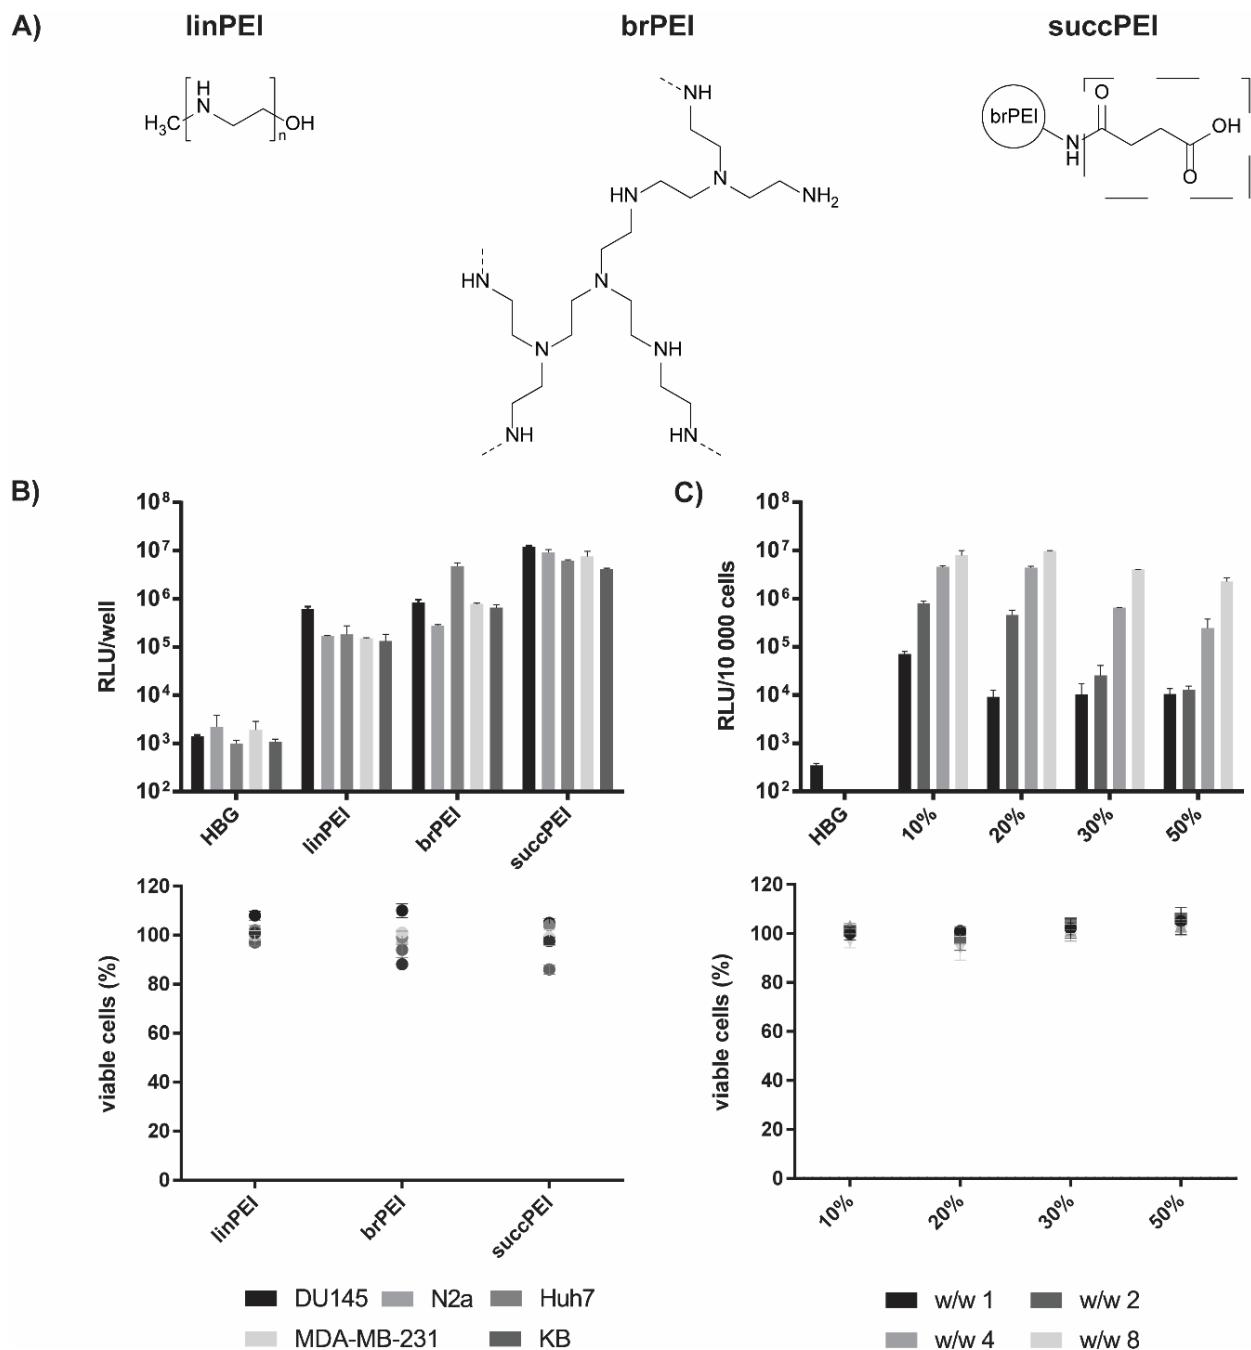 A)
linPEI
brPEI
succPEI
H
N
H₃C
n
OH
NH
N
HN
NH₂
HN
N
N
NH
NH
HN
brPEI
N
H
O
OH
O
B)
RLU/well
10⁸
10⁷
10⁶
10⁵
10⁴
10³
10²
HBG
linPEI
brPEI
succPEI
C)
RLU/10 000 cells
10⁸
10⁷
10⁶
10⁵
10⁴
10³
10²
HBG
10%
20%
30%
50%
viable cells (%)
120
100
80
60
40
20
0
linPEI
brPEI
succPEI
viable cells (%)
120
100
80
60
40
20
0
10%
20%
30%
50%
DU145 N2a Huh7
MDA-MB-231 KB
w/w 1 w/w 2
w/w 4 w/w 8